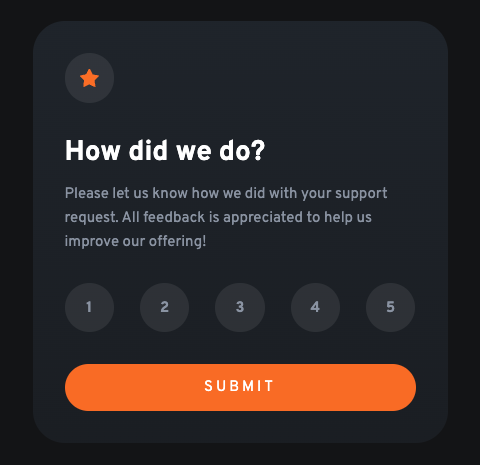 How did we do?
Please let us know how we did with your support
request. All feedback is appreciated to help us
improve our offering!
1 2 3 4 5
SUBMIT